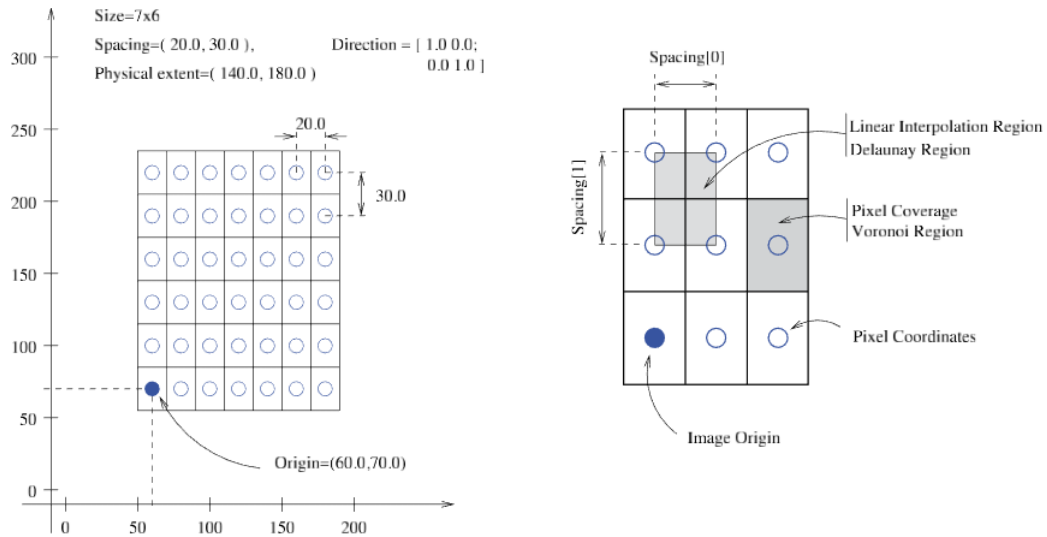 Size=7x6
Spacing=( 20.0, 30.0 ),
Physical extent=( 140.0, 180.0 )
Direction = [ 1.0 0.0;
0.0 1.0 ]
300
250
200
150
100
50
0
0
50
100
150
200
20.0
30.0
Origin=(60.0,70.0)
Spacing[0]
Spacing[1]
Linear Interpolation Region
Delaunay Region
Pixel Coverage
Voronoi Region
Pixel Coordinates
Image Origin